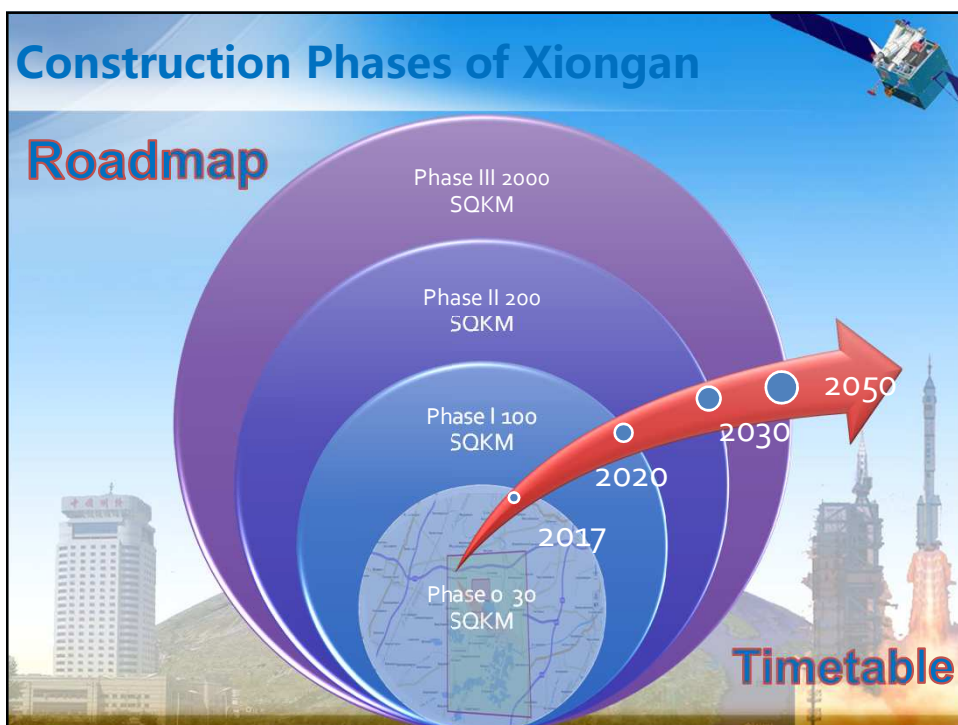 Construction Phases of Xiongan
Roadmap
Phase III 2000
SQKM
Phase II 200
SQKM
Phase I 100
SQKM
Phase 0 30
SQKM
2017
2020
2030
2050
Timetable